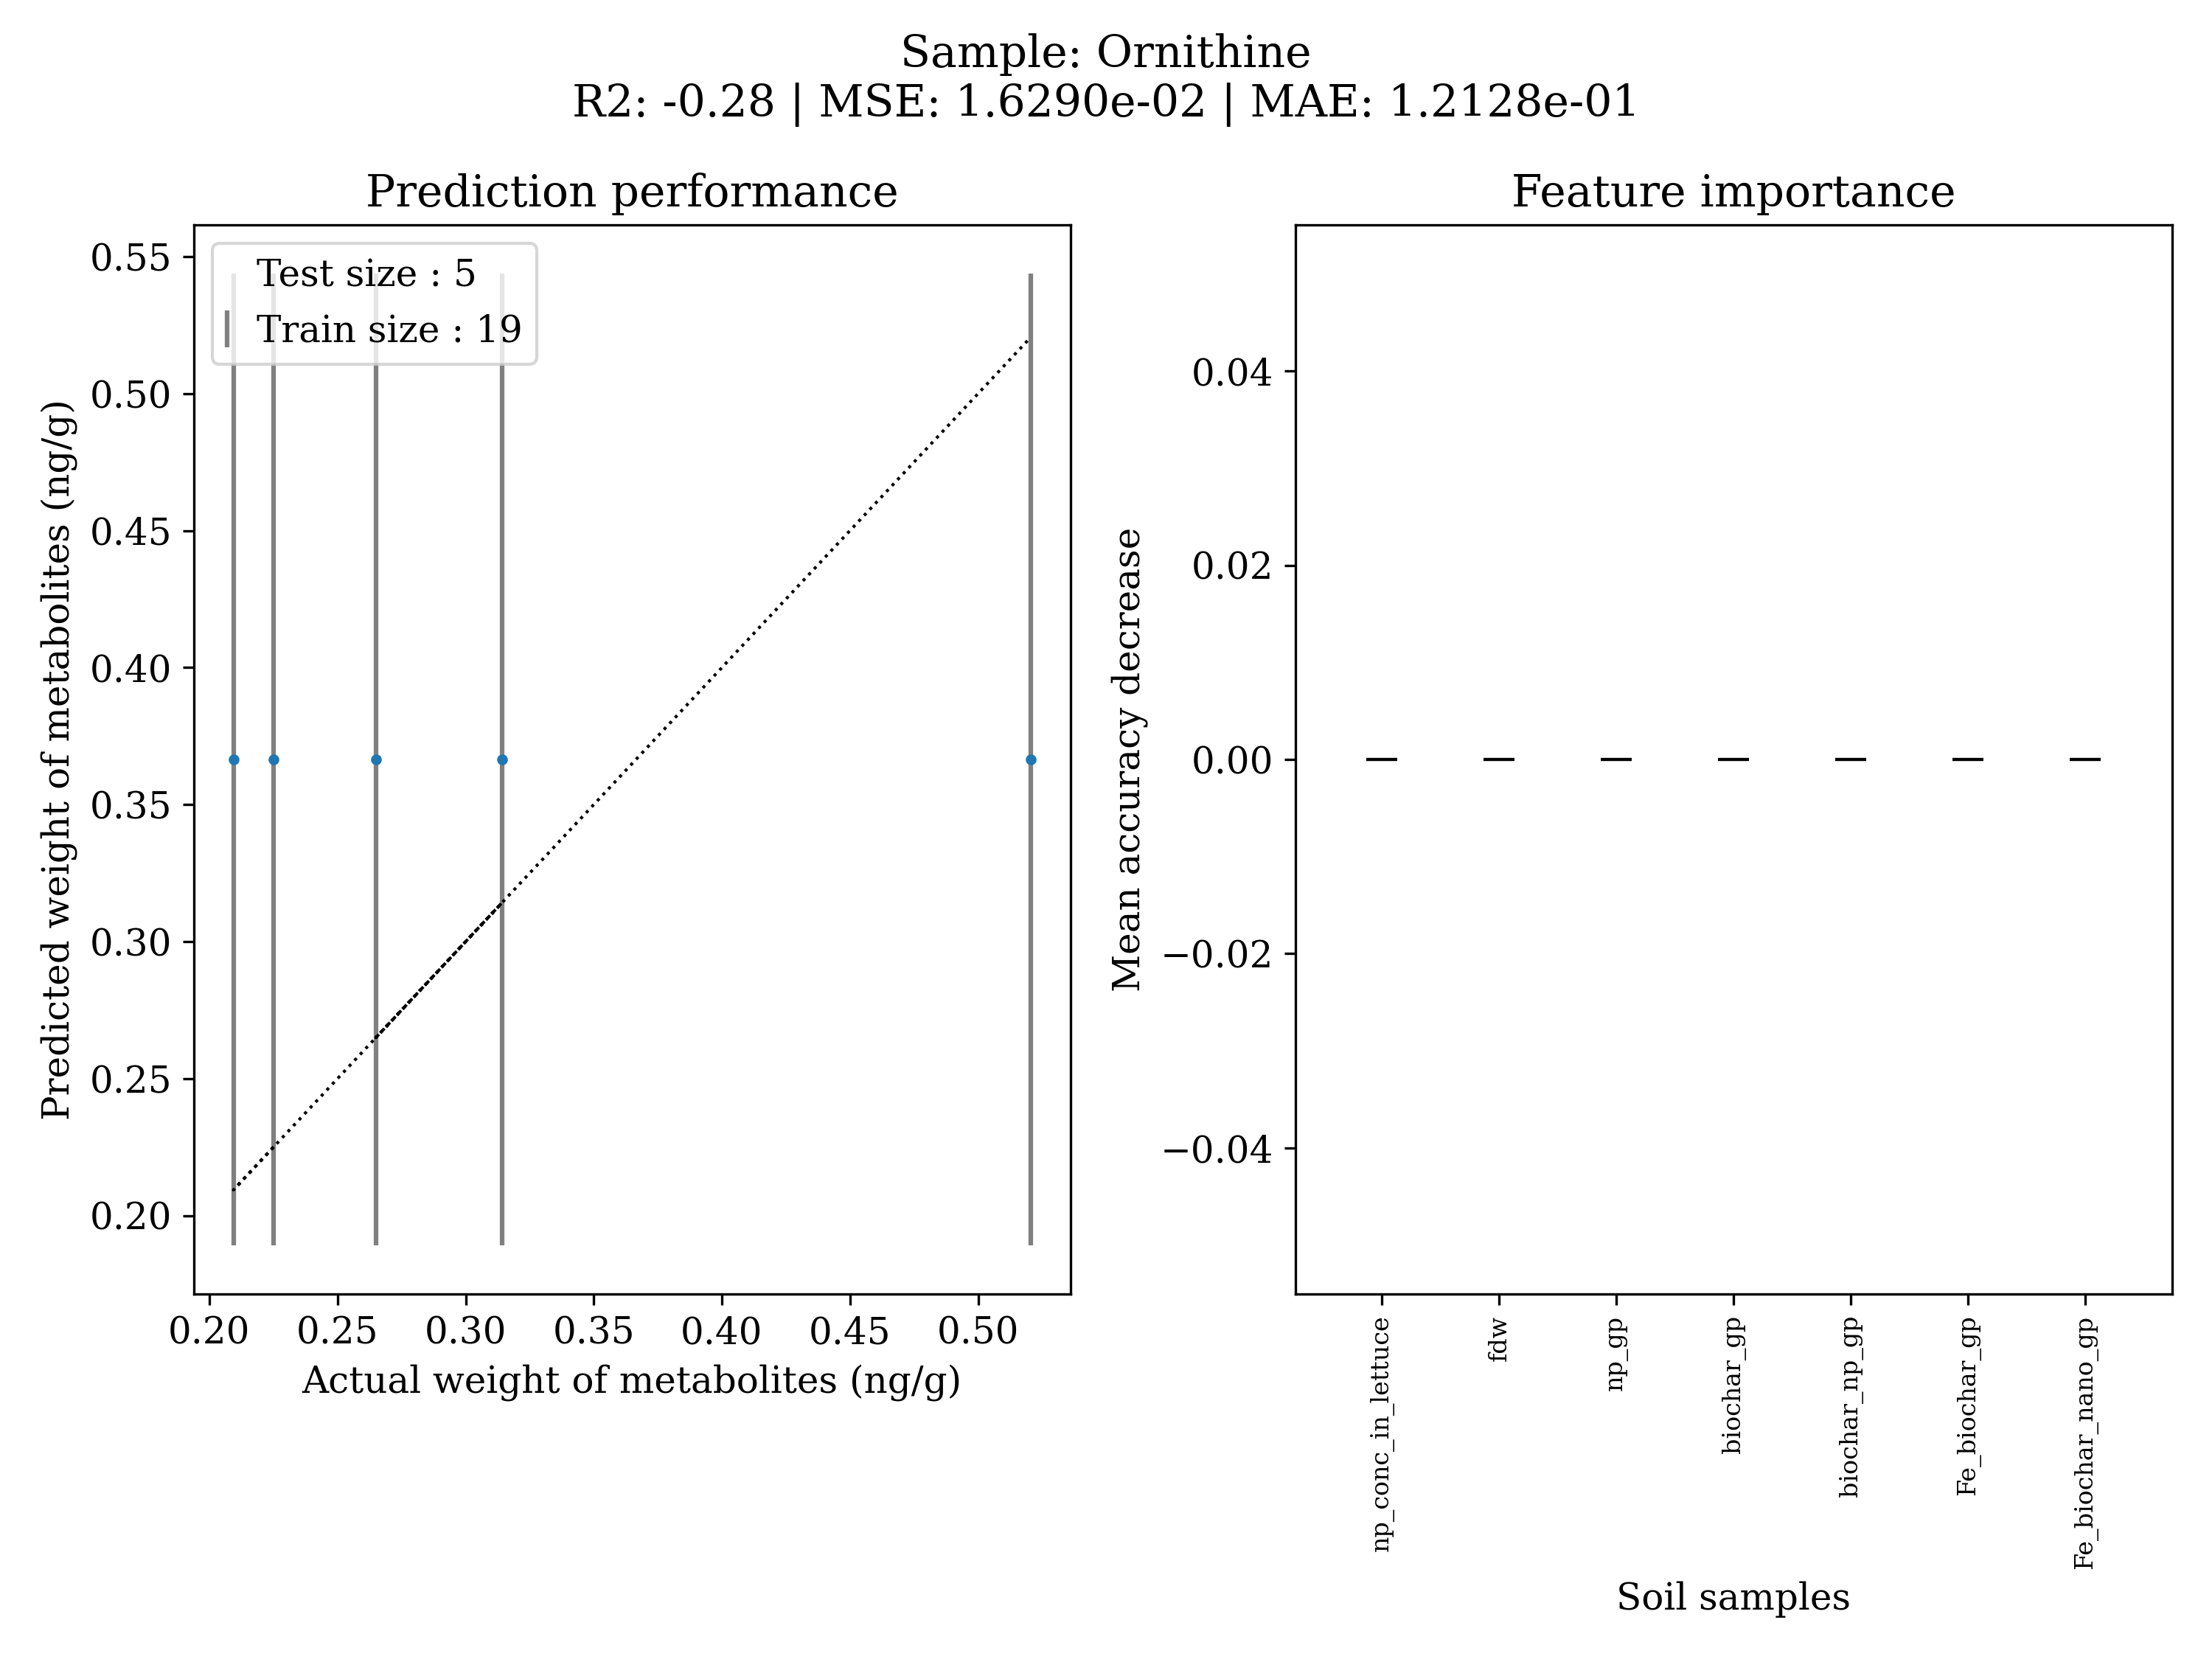 Sample: Ornithine
R2: -0.28 | MSE: 1.6290e-02 | MAE: 1.2128e-01
Prediction performance
Test size : 5
Train size : 19
0.55
0.50
0.45
0.40
0.35
0.30
0.25
0.20
Predicted weight of metabolites (ng/g)
0.20 0.25 0.30 0.35 0.40 0.45 0.50
Actual weight of metabolites (ng/g)
Feature importance
0.04
0.02
0.00
−0.02
−0.04
Mean accuracy decrease
np_conc_in_lettuce
fdw
np_gp
biochar_gp
biochar_np_gp
Fe_biochar_gp
Fe_biochar_nano_gp
Soil samples